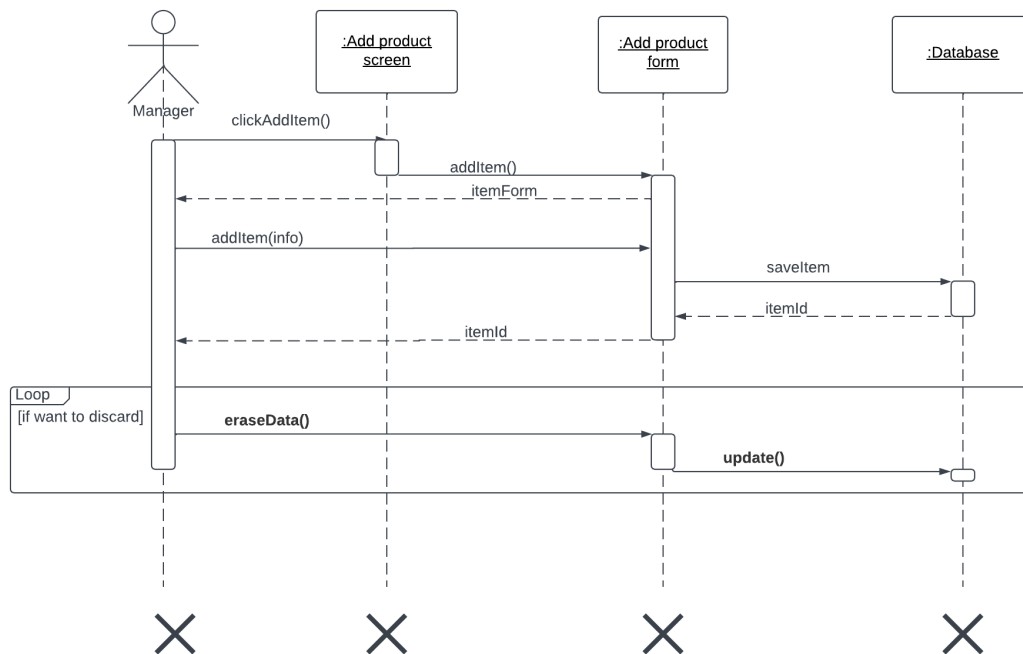 :Add product
screen
:Add product
form
:Database
Manager
clickAddItem()
addItem()
itemForm
addItem(info)
saveItem
itemId
itemId
Loop
[if want to discard]
eraseData()
update()